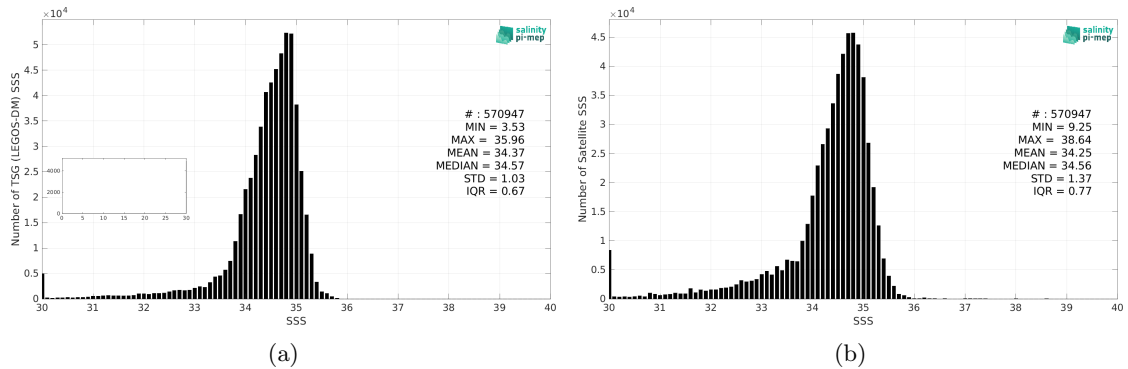 ×10⁴
5
4.5
4
3.5
3
2.5
2
1.5
1
0.5
0
Number of TSG (LEGOS-DM) SSS
salinity
pi-mep
# : 570947
MIN = 3.53
MAX = 35.96
MEAN = 34.37
MEDIAN = 34.57
STD = 1.03
IQR = 0.67
4000
2000
0
0 5 10 15 20 25 30
30 31 32 33 34 35 36 37 38 39 40
SSS
(a)
×10⁴
4.5
4
3.5
3
2.5
2
1.5
1
0.5
0
Number of Satellite SSS
salinity
pi-mep
# : 570947
MIN = 9.25
MAX = 38.64
MEAN = 34.25
MEDIAN = 34.56
STD = 1.37
IQR = 0.77
30 31 32 33 34 35 36 37 38 39 40
SSS
(b)